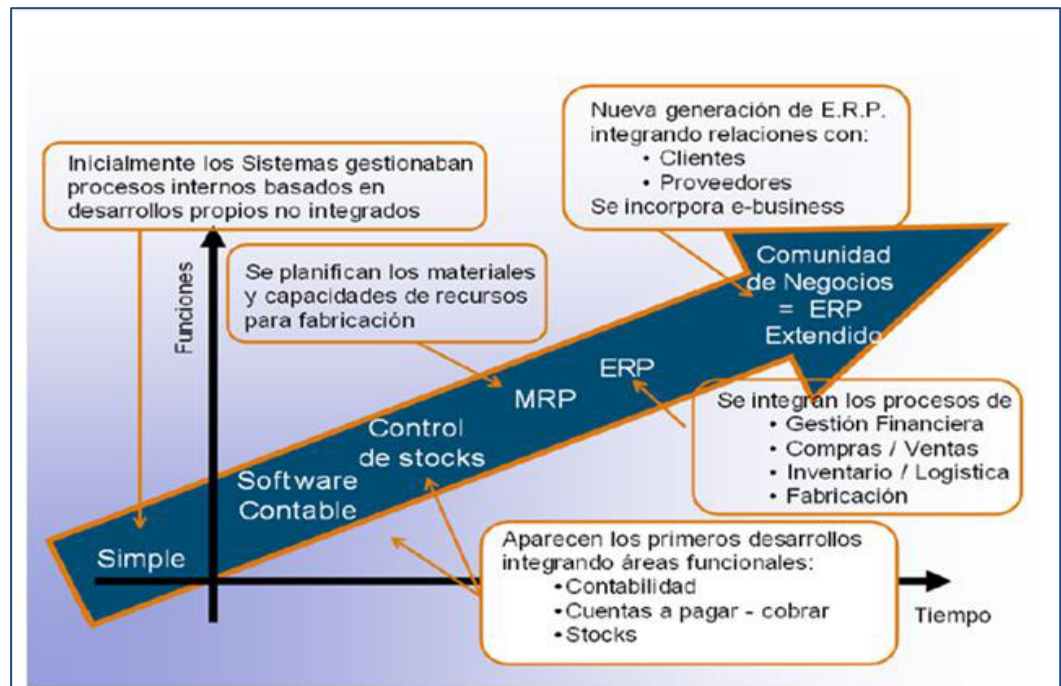 Nueva generación de E.R.P.
integrando relaciones con:
• Clientes
• Proveedores
Se incorpora e-business
Inicialmente los Sistemas gestionaban
procesos internos basados en
desarrollos propios no integrados
Se planifican los materiales
y capacidades de recursos
para fabricación
Funciones
Comunidad
de Negocios
= ERP
Extendido
ERP
MRP
Control
de stocks
Software
Contable
Simple
Se integran los procesos de
• Gestión Financiera
• Compras / Ventas
• Inventario / Logística
• Fabricación
Aparecen los primeros desarrollos
integrando áreas funcionales:
•Contabilidad
•Cuentas a pagar - cobrar
•Stocks
Tiempo